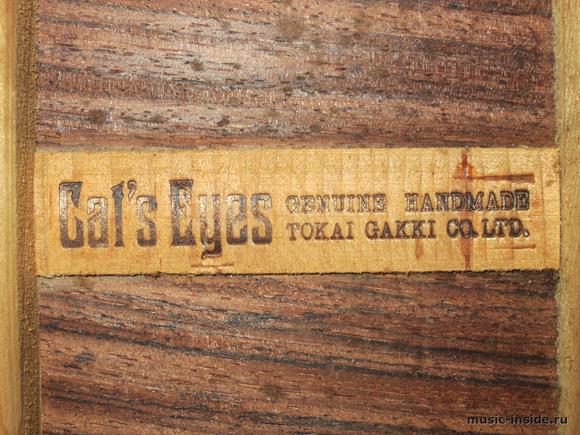 Cat's Eyes
GENUINE HANDMADE
TOKAI GAKKI CO. LTD.
music-inside.ru